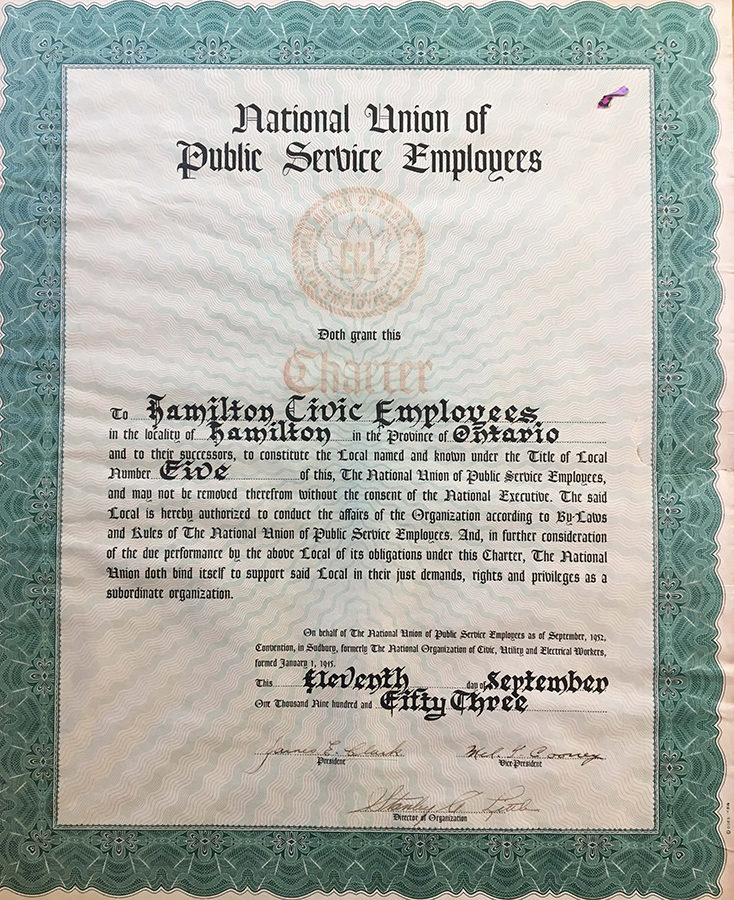 National Union of
Public Service Employees
CCL
Doth grant this
Charter
To Hamilton Civic Employees
in the locality of Hamilton in the Province of Ontario
and to their successors, to constitute the Local named and known under the Title of Local
Number Five of this, The National Union of Public Service Employees,
and may not be removed therefrom without the consent of the National Executive. The said
Local is hereby authorized to conduct the affairs of the Organization according to By-Laws
and Rules of The National Union of Public Service Employees. And, in further consideration
of the due performance by the above Local of its obligations under this Charter, The National
Union doth bind itself to support said Local in their just demands, rights and privileges as a
subordinate organization.
On behalf of The National Union of Public Service Employees as of September, 1952,
Convention, in Sudbury, formerly The National Organization of Civic, Utility and Electrical Workers,
formed January 1, 1945.
This Eleventh day of September
One Thousand Nine hundred and Fifty Three
James E. Clark
President
Vice-President
Stanley
Director of Organization